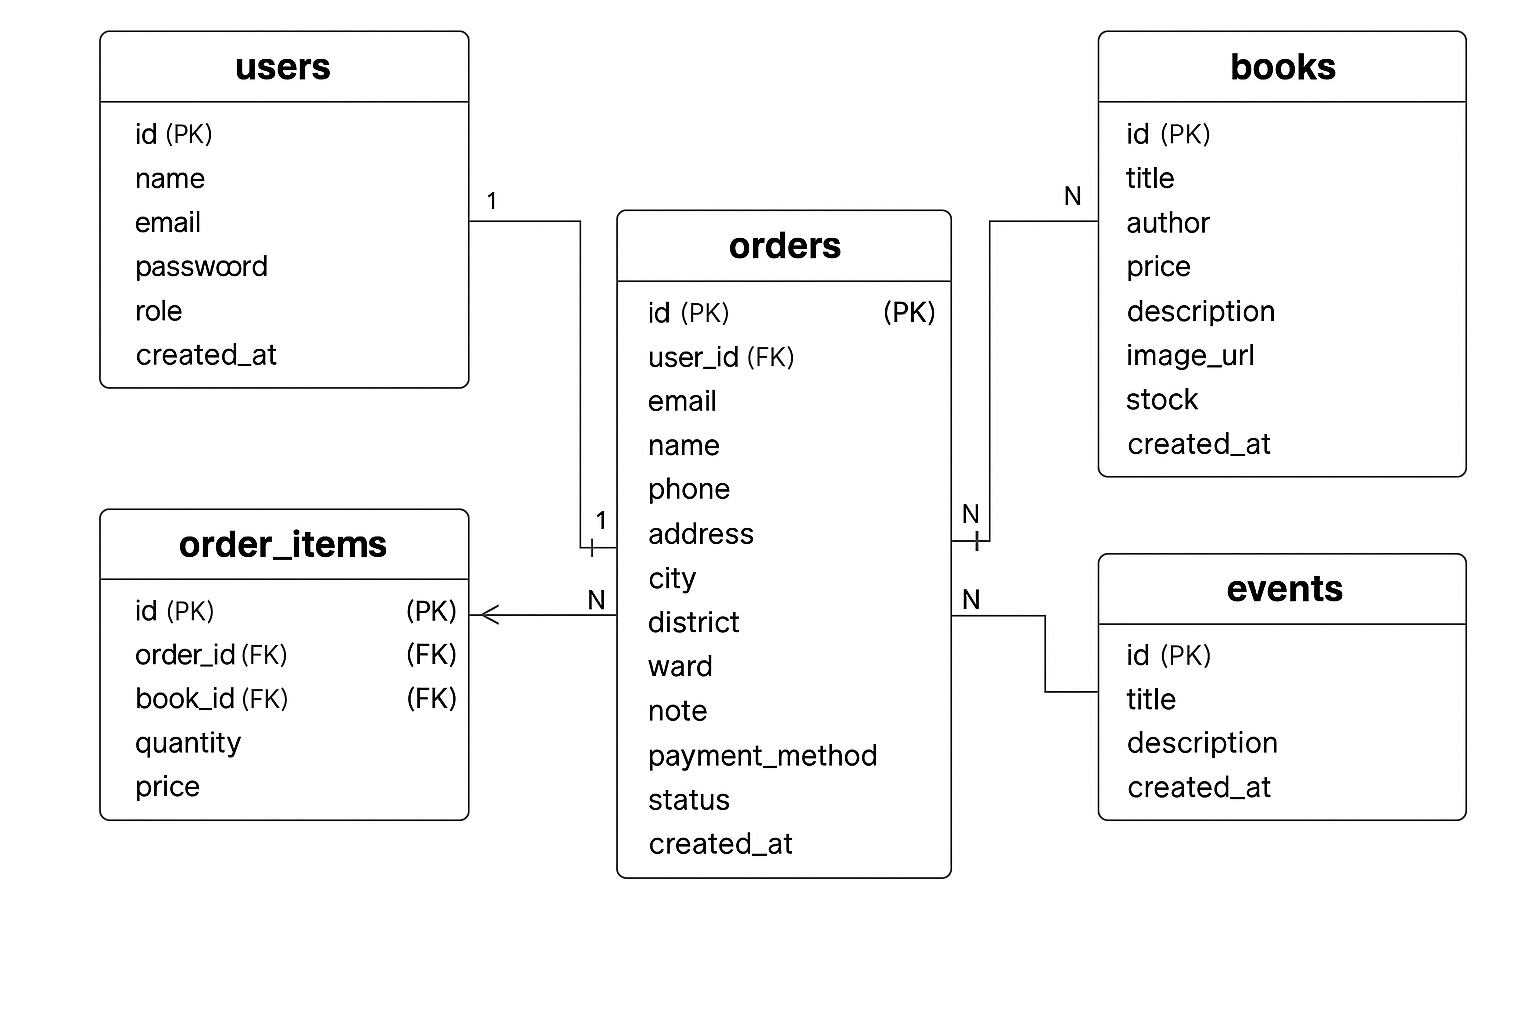 users
id (PK)
name
email
passwoord
role
created_at
1
1
order_items
id (PK) (PK)
order_id (FK) (FK)
book_id (FK) (FK)
quantity
price
N
orders
id (PK) (PK)
user_id (FK)
email
name
phone
address
city
district
ward
note
payment_method
status
created_at
N
N
N
books
id (PK)
title
author
price
description
image_url
stock
created_at
events
id (PK)
title
description
created_at